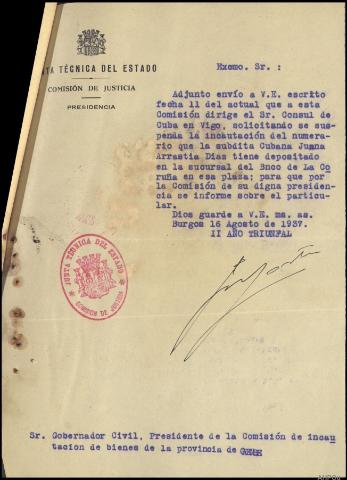 NTA TÉCNICA DEL ESTADO
COMISIÓN DE JUSTICIA
PRESIDENCIA
Excmo. Sr. :
Adjunto envío a V.E. escrito
fecha 11 del actual que a esta
Comisión dirige el Sr. Consul de
Cuba en Vigo, solicitando se sus-
penda la incautación del numera-
rio que la subdita Cubana Juana
Arrastia Dias tiene depositado
en la sucursal del Bnco de La Co
ruña en esa plaza; para que por
la Comisión de su digna presiden-
cia se informe sobre el particu-
lar.
Dios guarde a V.E. ms. as.
Burgos 16 Agosto de 1937.
II AÑO TRIUNFAL
JUNTA TÉCNICA DEL ESTADO
COMISION DE JUSTICIA
Sr. Gobernador Civil, Presidente de la Comisión de incau
tacion de bienes de la provincia de